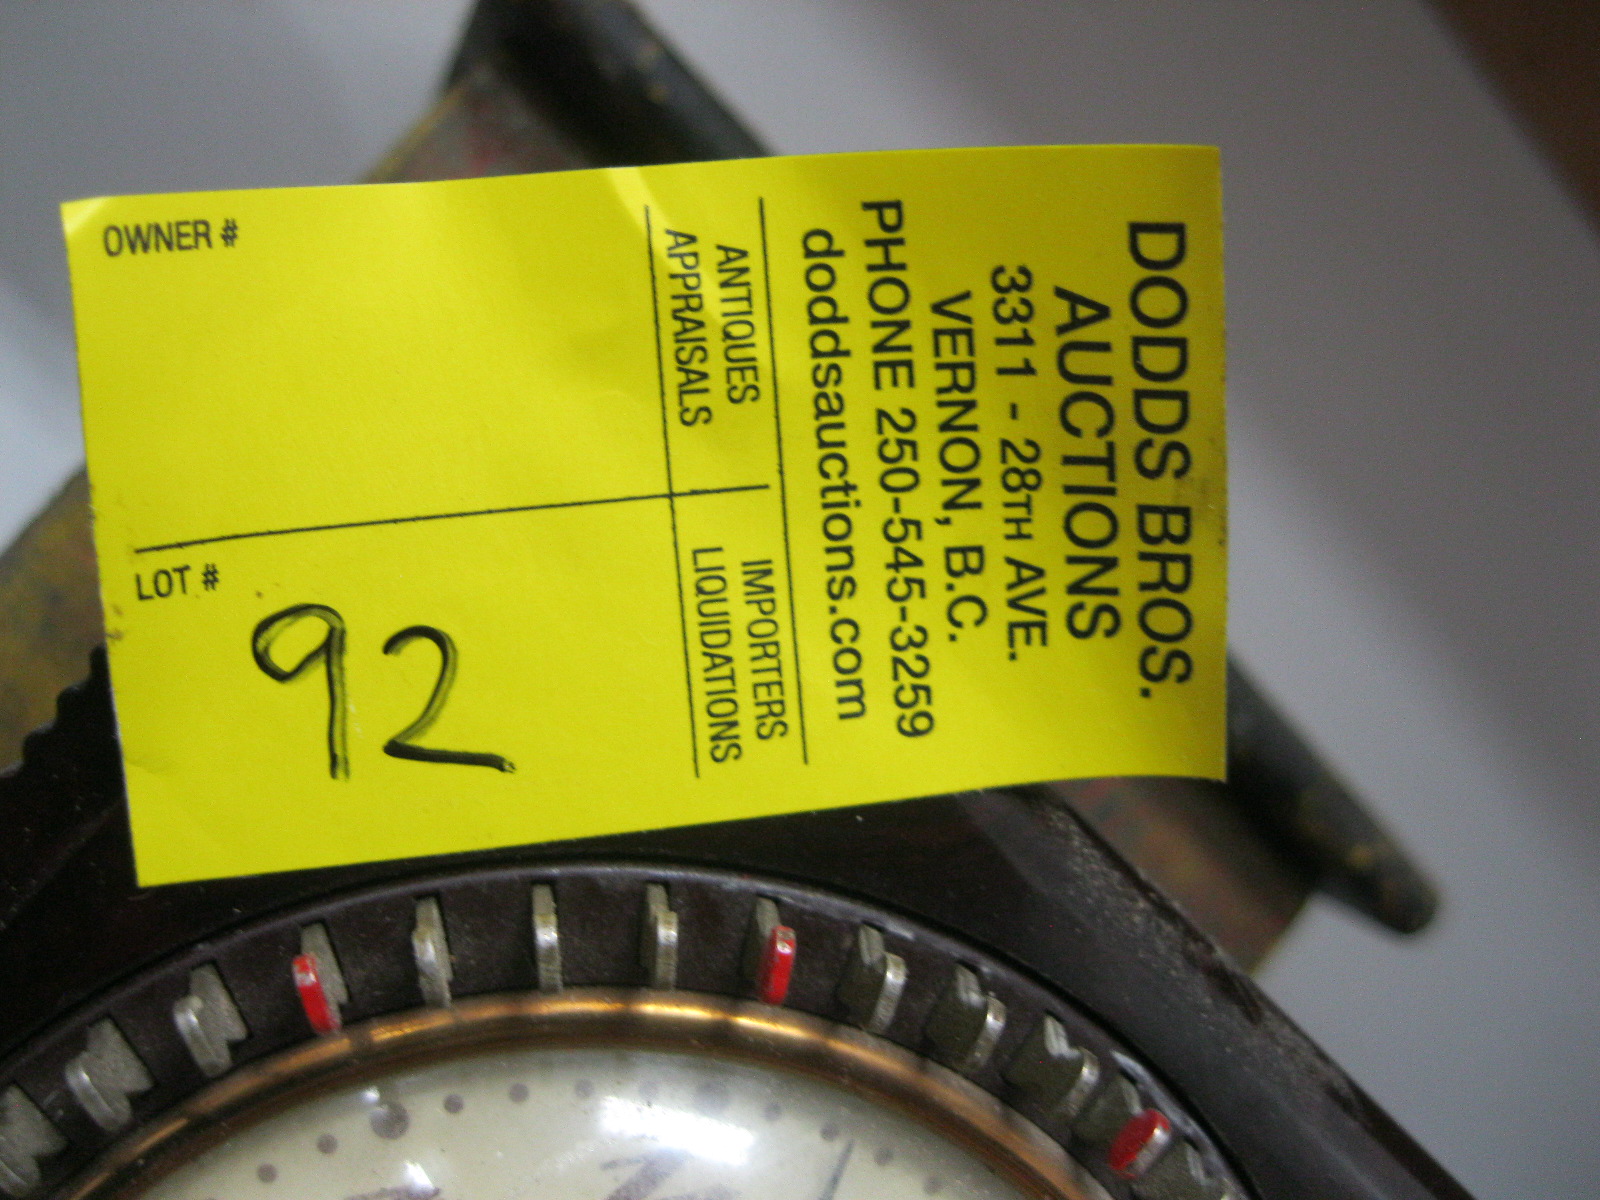 DODDS BROS.
AUCTIONS
3311 - 28TH AVE.
VERNON, B.C.
PHONE 250-545-3259
doddsauctions.com
ANTIQUES IMPORTERS
APPRAISALS LIQUIDATIONS
OWNER #
LOT #
92